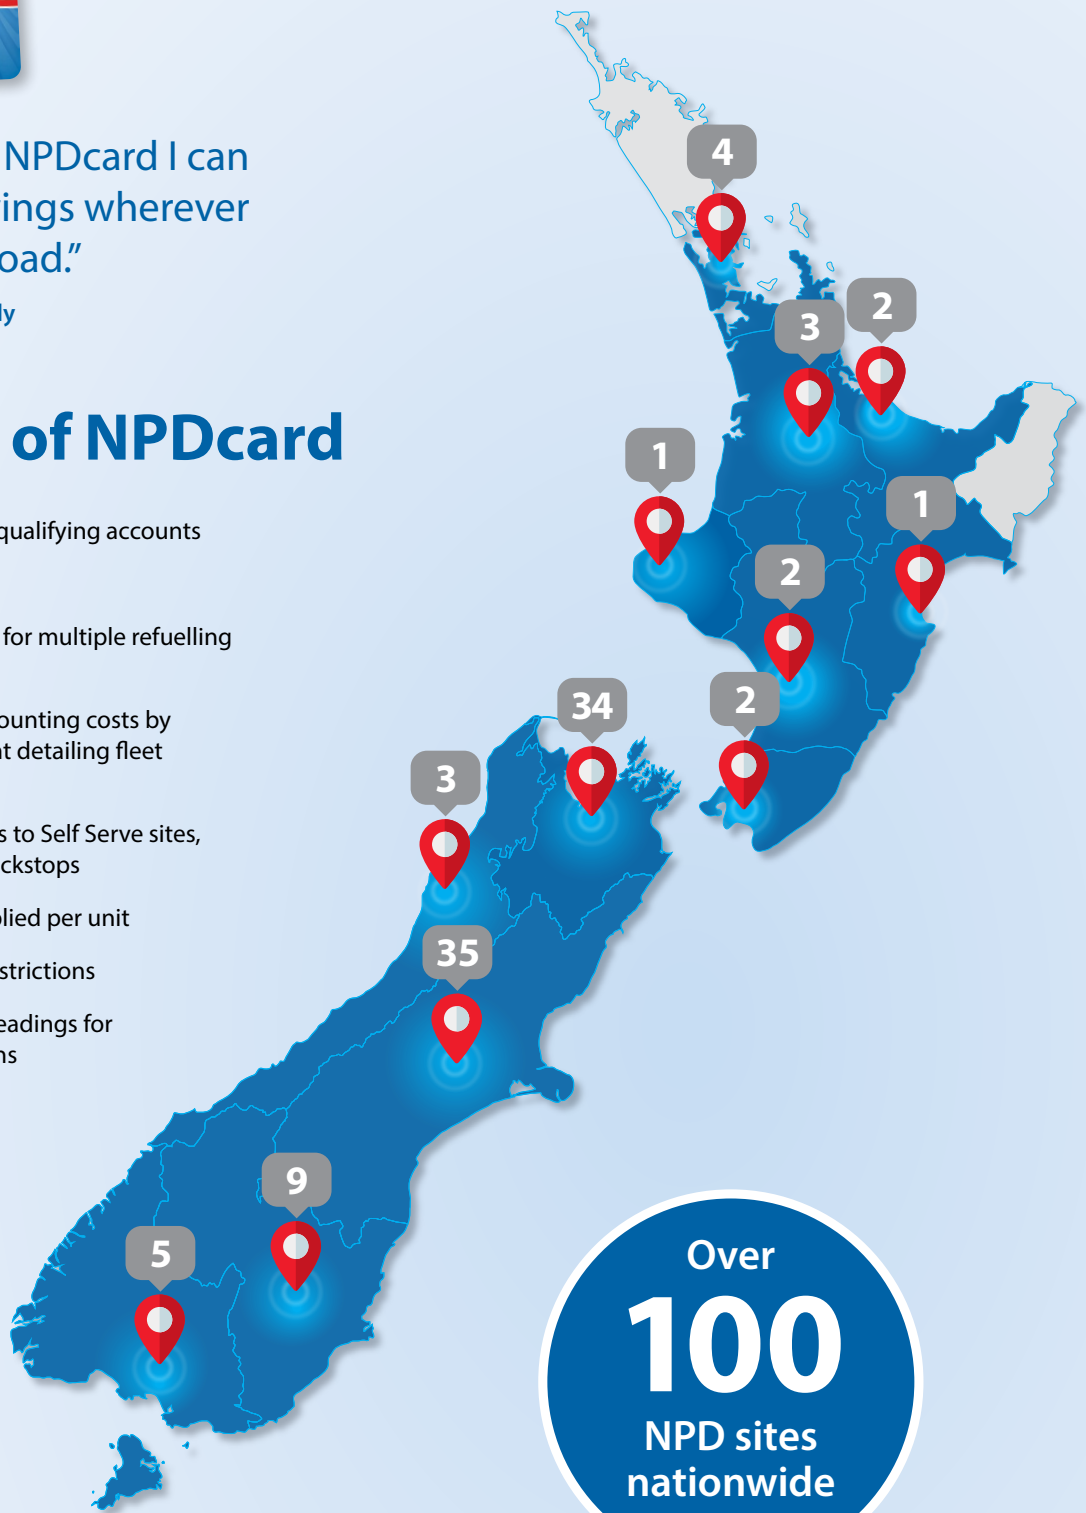 NPDcard I can
ings wherever
oad.”
ly
of NPDcard
qualifying accounts
for multiple refuelling
ounting costs by
t detailing fleet
s to Self Serve sites,
ckstops
lied per unit
strictions
eadings for
ns
4
2
3
1
1
2
2
34
3
35
9
5
Over
100
NPD sites
nationwide